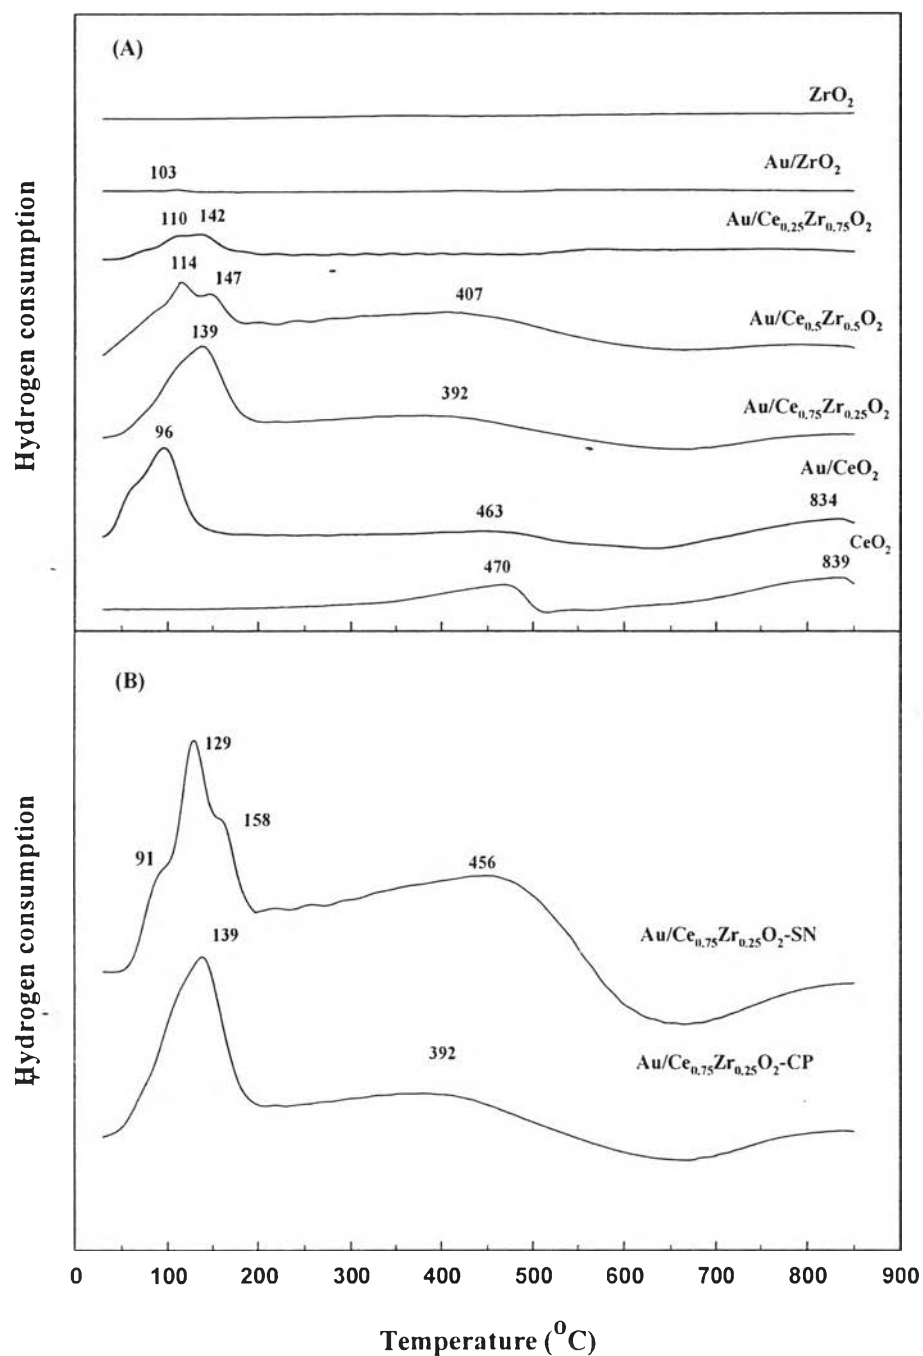 (A)
ZrO₂
Au/ZrO₂
103
Au/Ce₀.₂₅Zr₀.₇₅O₂
110 142
114
147
407
Au/Ce₀.₅Zr₀.₅O₂
139
392
Au/Ce₀.₇₅Zr₀.₂₅O₂
96
Au/CeO₂
463
834
CeO₂
470
839
Hydrogen consumption
(B)
129
158
91
456
Au/Ce₀.₇₅Zr₀.₂₅O₂-SN
139
392
Au/Ce₀.₇₅Zr₀.₂₅O₂-CP
Hydrogen consumption
0 100 200 300 400 500 600 700 800 900
Temperature (⁰C)